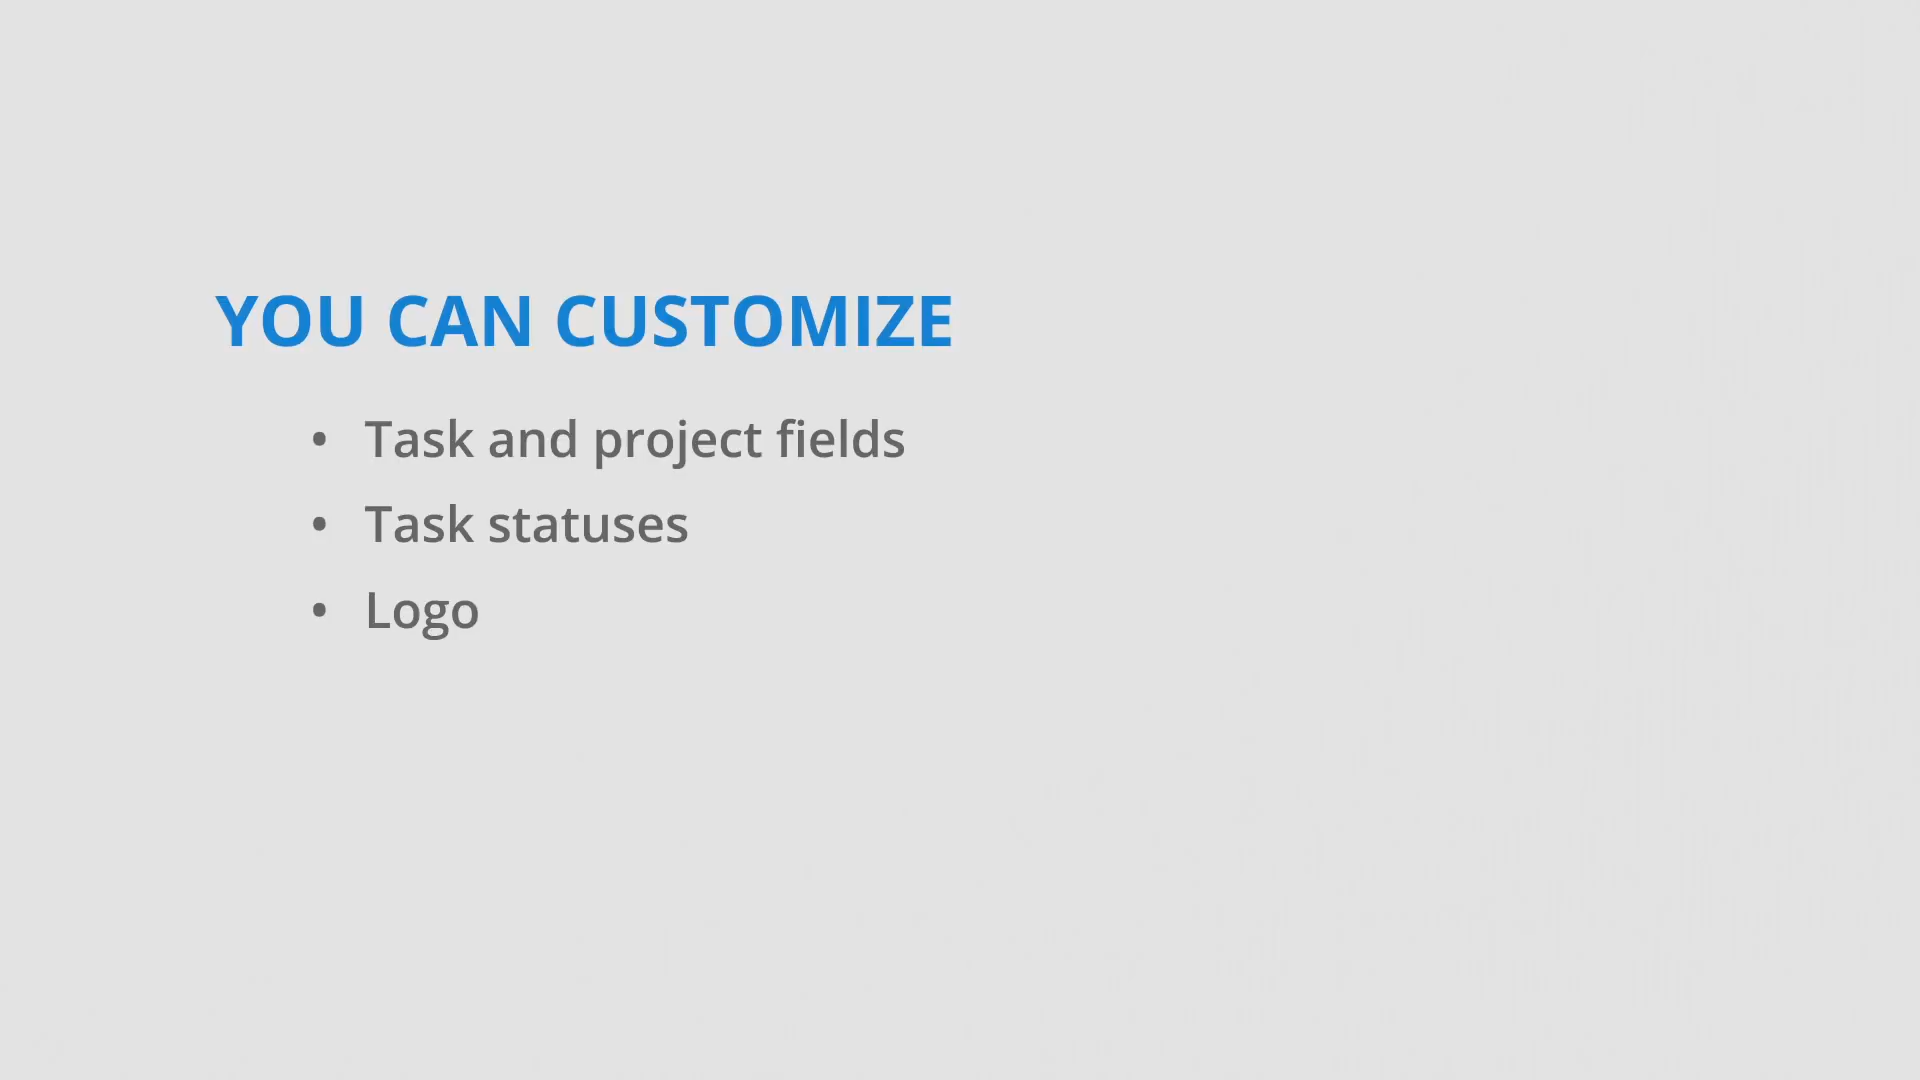 YOU CAN CUSTOMIZE
• Task and project fields
• Task statuses
• Logo